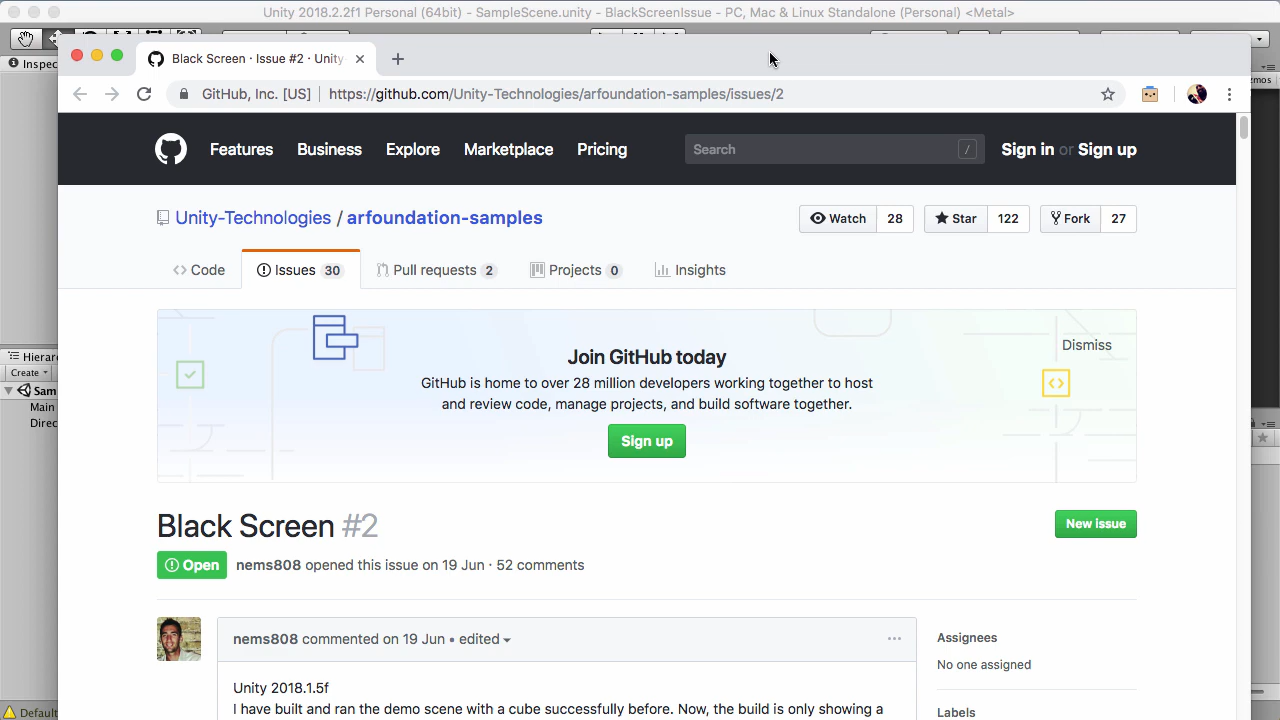 Unity 2018.2.2f1 Personal (64bit) - SampleScene.unity - BlackScreenIssue - PC, Mac & Linux Standalone (Personal) <Metal>
Inspec
Black Screen · Issue #2 · Unity
GitHub, Inc. [US] https://github.com/Unity-Technologies/arfoundation-samples/issues/2
zmos
Features Business Explore Marketplace Pricing Search / Sign in or Sign up
Unity-Technologies / arfoundation-samples
Watch 28 Star 122 Fork 27
Code Issues 30 Pull requests 2 Projects 0 Insights
Join GitHub today
Dismiss
GitHub is home to over 28 million developers working together to host
and review code, manage projects, and build software together.
Sign up
Hierar
Create
Sam
Main
Direc
Black Screen #2
New issue
Open nems808 opened this issue on 19 Jun · 52 comments
nems808 commented on 19 Jun • edited
Unity 2018.1.5f
I have built and ran the demo scene with a cube successfully before. Now, the build is only showing a
Assignees
No one assigned
Labels
Default